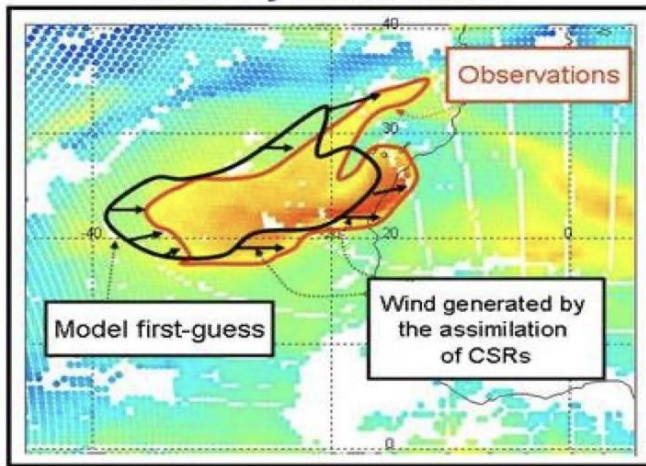 40
Observations
30
-40
-20
20
0
Model first-guess
Wind generated by
the assimilation
of CSRs
0